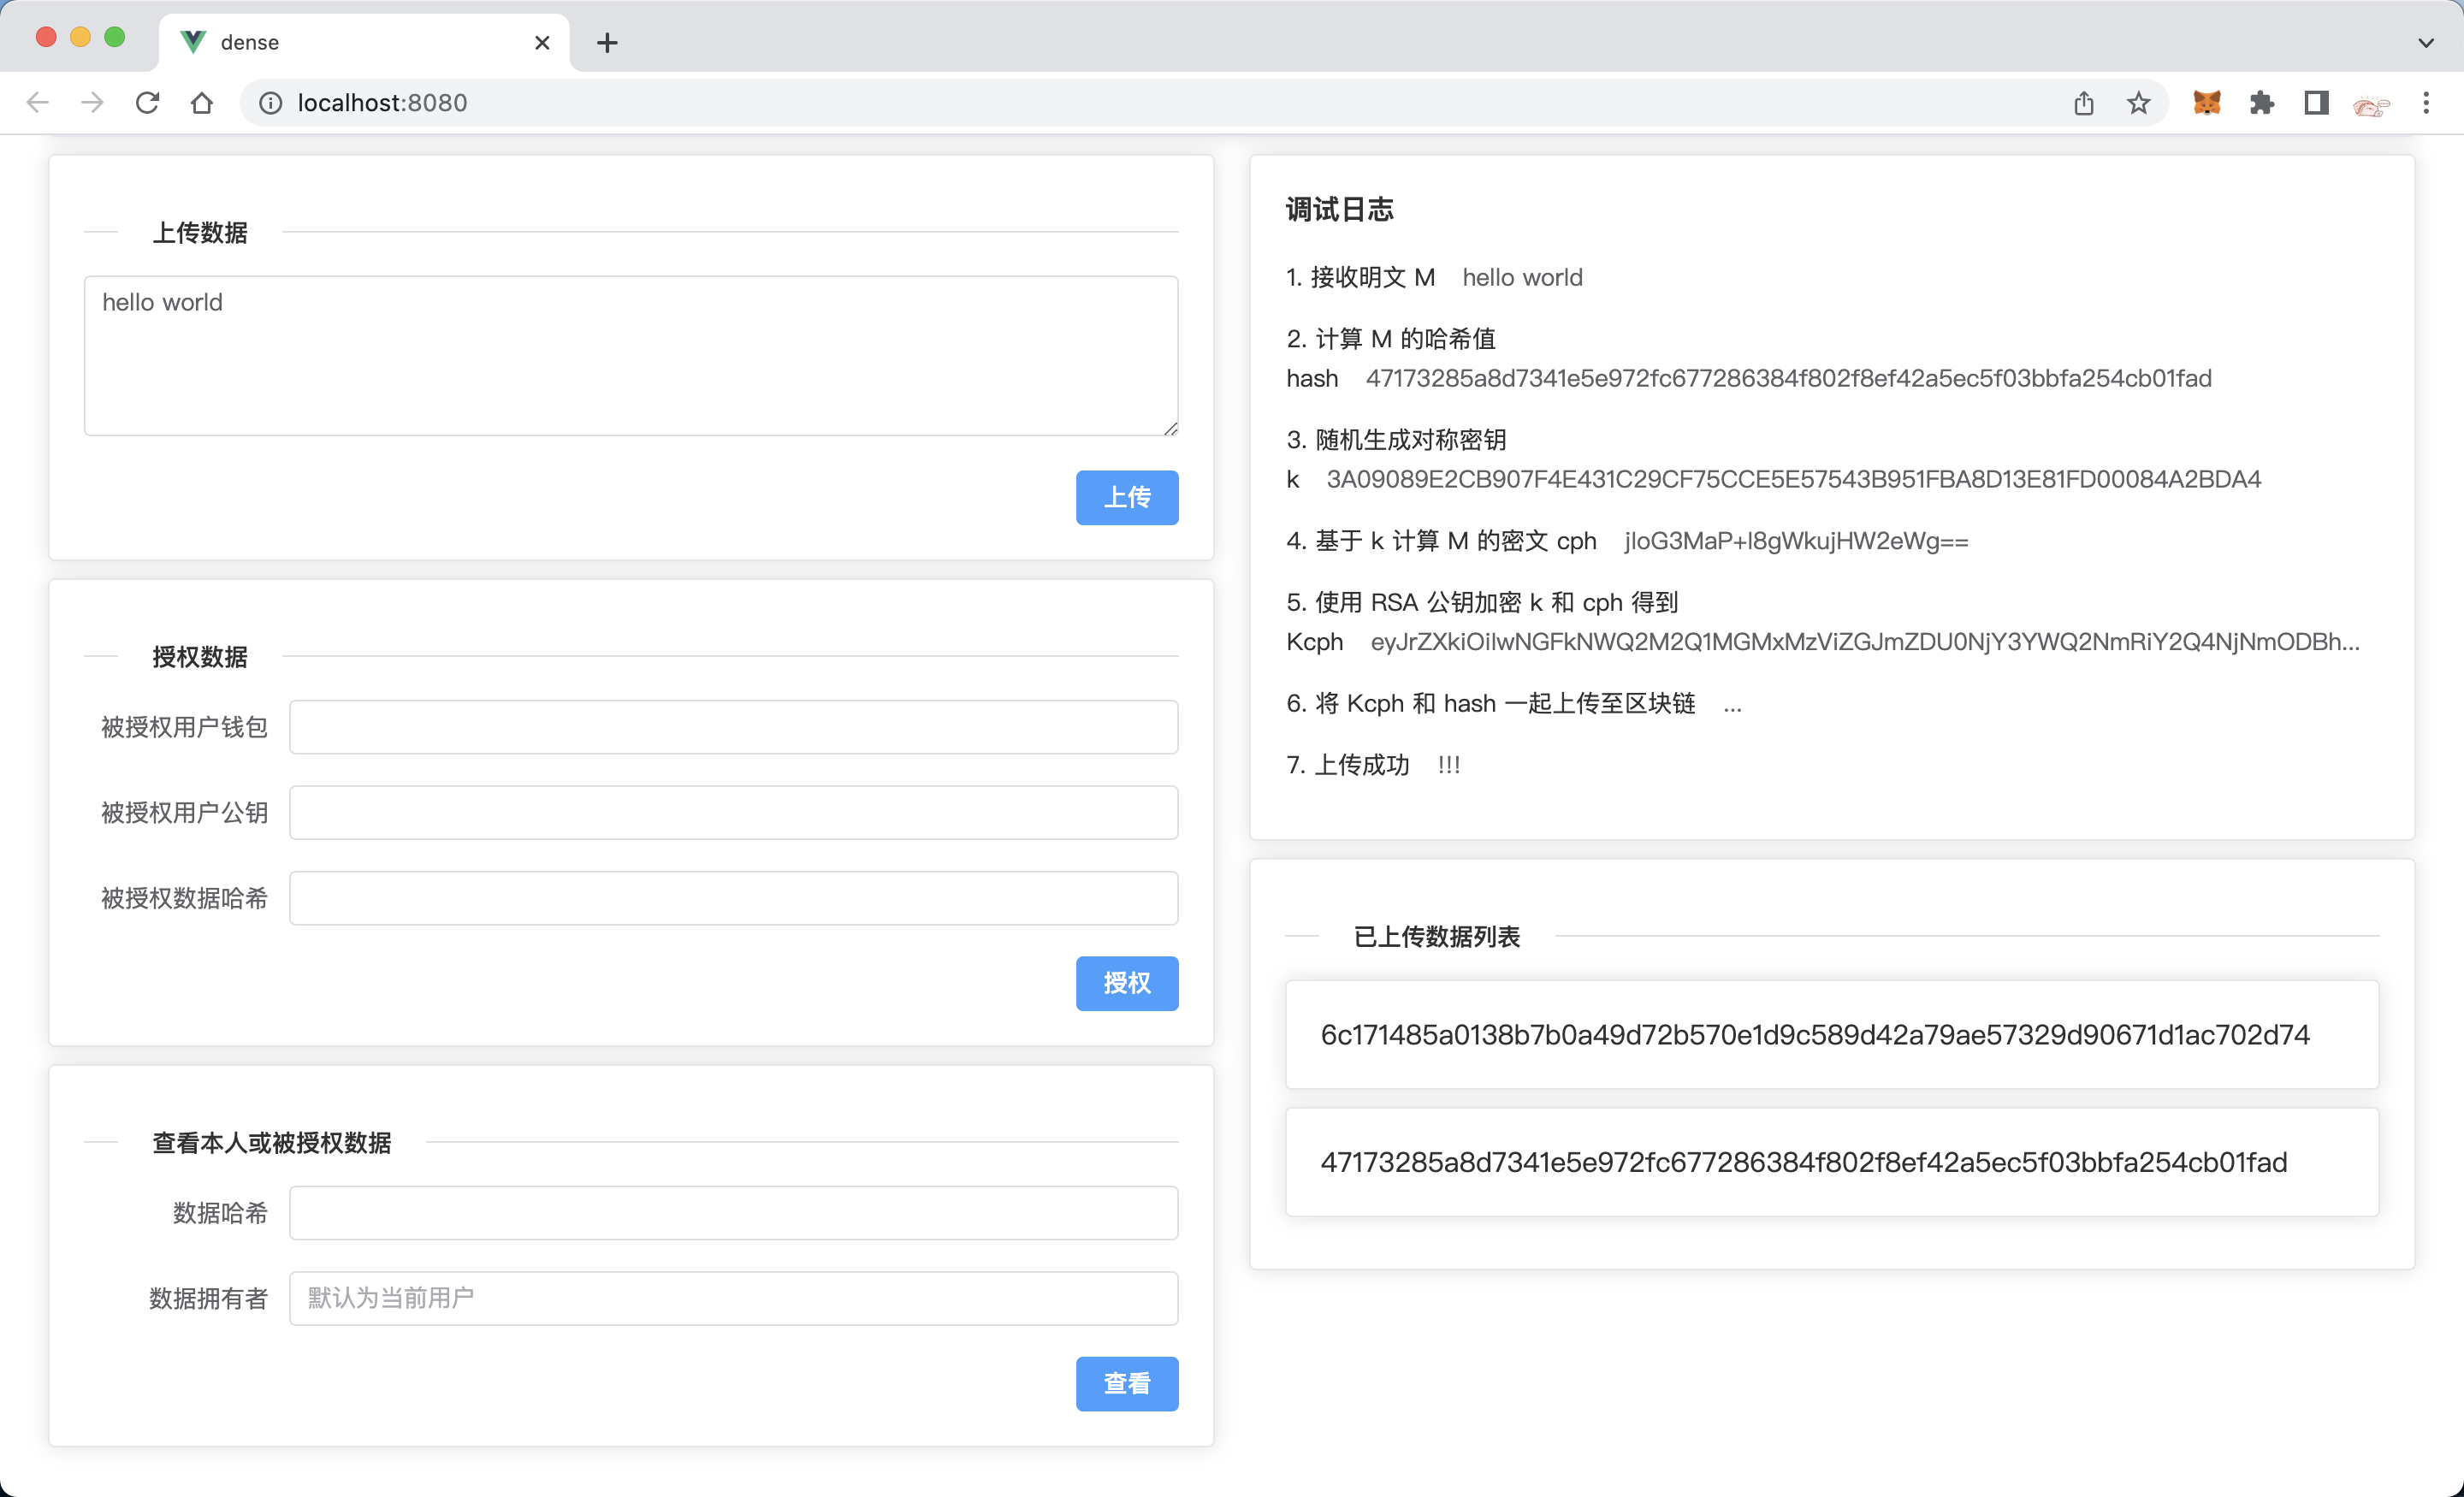 dense
localhost:8080
上传数据
hello world
上传
授权数据
被授权用户钱包
被授权用户公钥
被授权数据哈希
授权
查看本人或被授权数据
数据哈希
数据拥有者 默认为当前用户
查看
调试日志
1. 接收明文 M hello world
2. 计算 M 的哈希值
hash 47173285a8d7341e5e972fc677286384f802f8ef42a5ec5f03bbfa254cb01fad
3. 随机生成对称密钥
k 3A09089E2CB907F4E431C29CF75CCE5E57543B951FBA8D13E81FD00084A2BDA4
4. 基于 k 计算 M 的密文 cph jIoG3MaP+I8gWkujHW2eWg==
5. 使用 RSA 公钥加密 k 和 cph 得到
Kcph eyJrZXkiOiIwNGFkNWQ2M2Q1MGMxMzViZGJmZDU0NjY3YWQ2NmRiY2Q4NjNmODBh...
6. 将 Kcph 和 hash 一起上传至区块链 ...
7. 上传成功 !!!
已上传数据列表
6c171485a0138b7b0a49d72b570e1d9c589d42a79ae57329d90671d1ac702d74
47173285a8d7341e5e972fc677286384f802f8ef42a5ec5f03bbfa254cb01fad